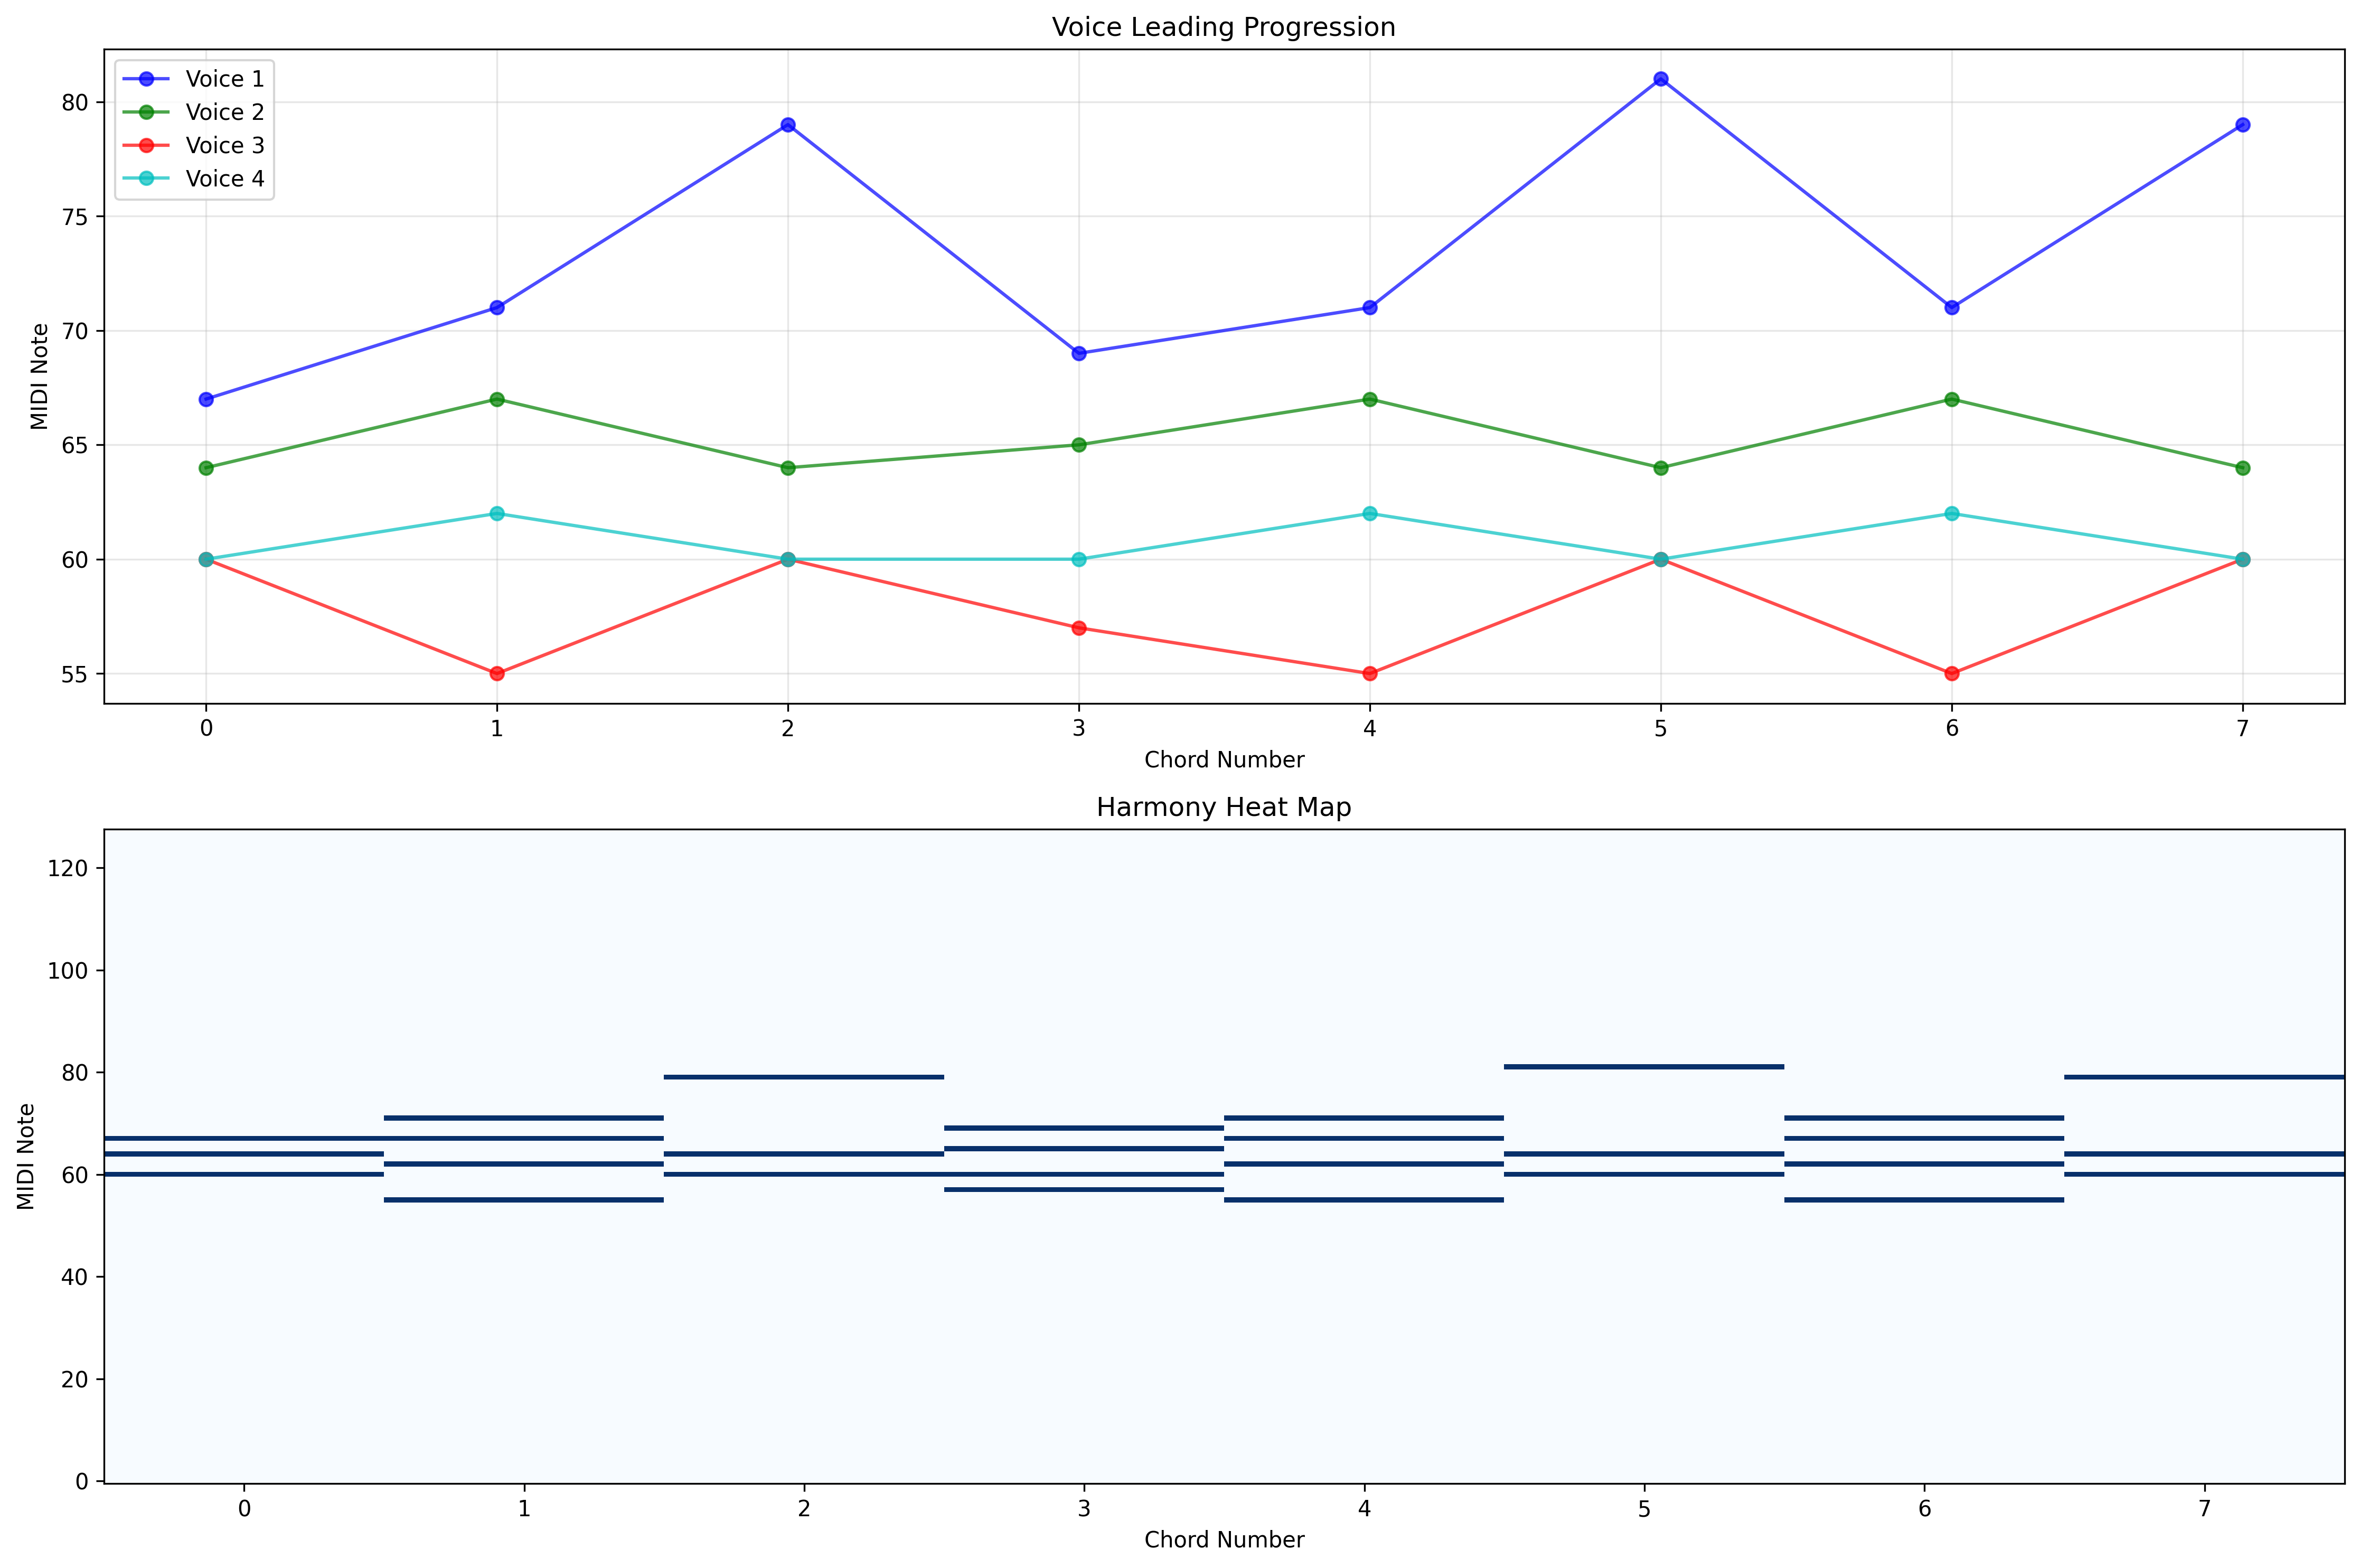 Voice Leading Progression
Voice 1
Voice 2
Voice 3
Voice 4
80
75
70
65
60
55
MIDI Note
0 1 2 3 4 5 6 7
Chord Number
Harmony Heat Map
120
100
80
60
40
20
0
MIDI Note
0 1 2 3 4 5 6 7
Chord Number